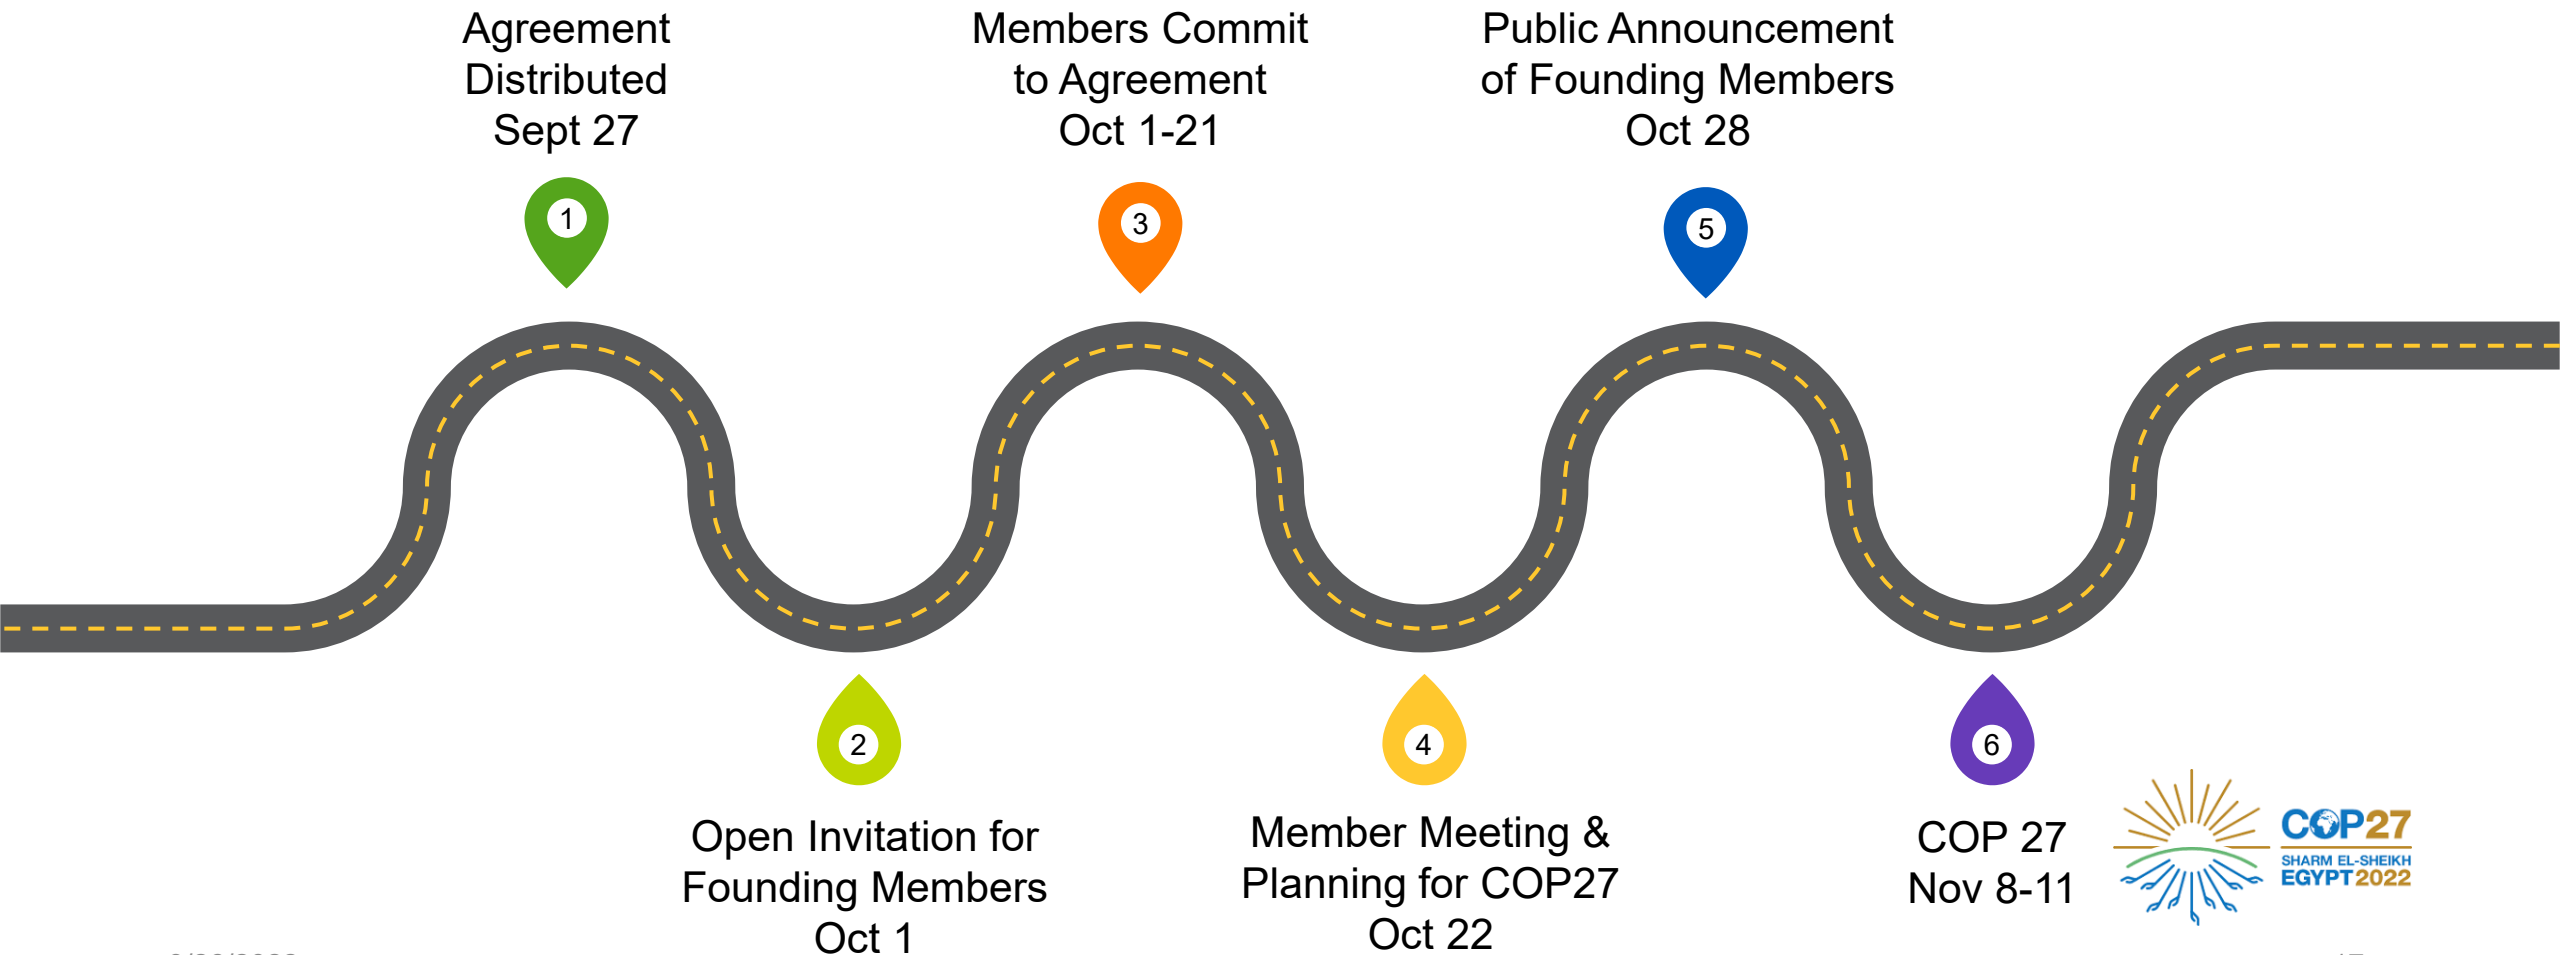 Agreement
Distributed
Sept 27
Members Commit
to Agreement
Oct 1-21
Public Announcement
of Founding Members
Oct 28
1
3
5
2
4
6
Open Invitation for
Founding Members
Oct 1
Member Meeting &
Planning for COP27
Oct 22
COP 27
Nov 8-11
COP27
SHARM EL-SHEIKH
EGYPT 2022